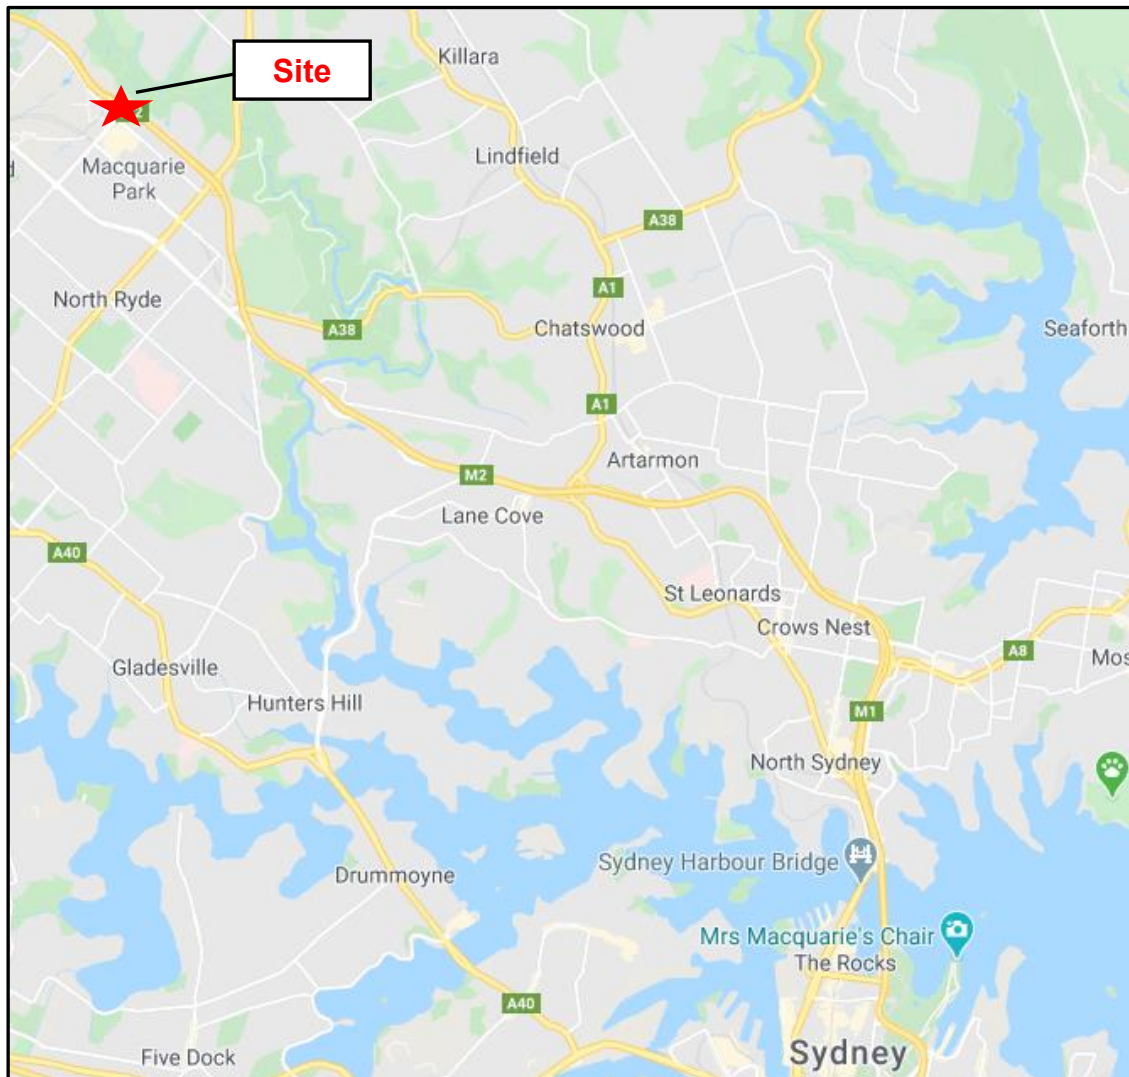 Site
Killara
Lindfield
Macquarie
Park
A38
North Ryde
A1
A38
Chatswood
Seaforth
A1
Artarmon
M2
Lane Cove
A40
St Leonards
Crows Nest
A8
Mos
Gladesville
Hunters Hill
M1
North Sydney
Sydney Harbour Bridge
Drummoyne
Mrs Macquarie's Chair
The Rocks
A40
Sydney
Five Dock